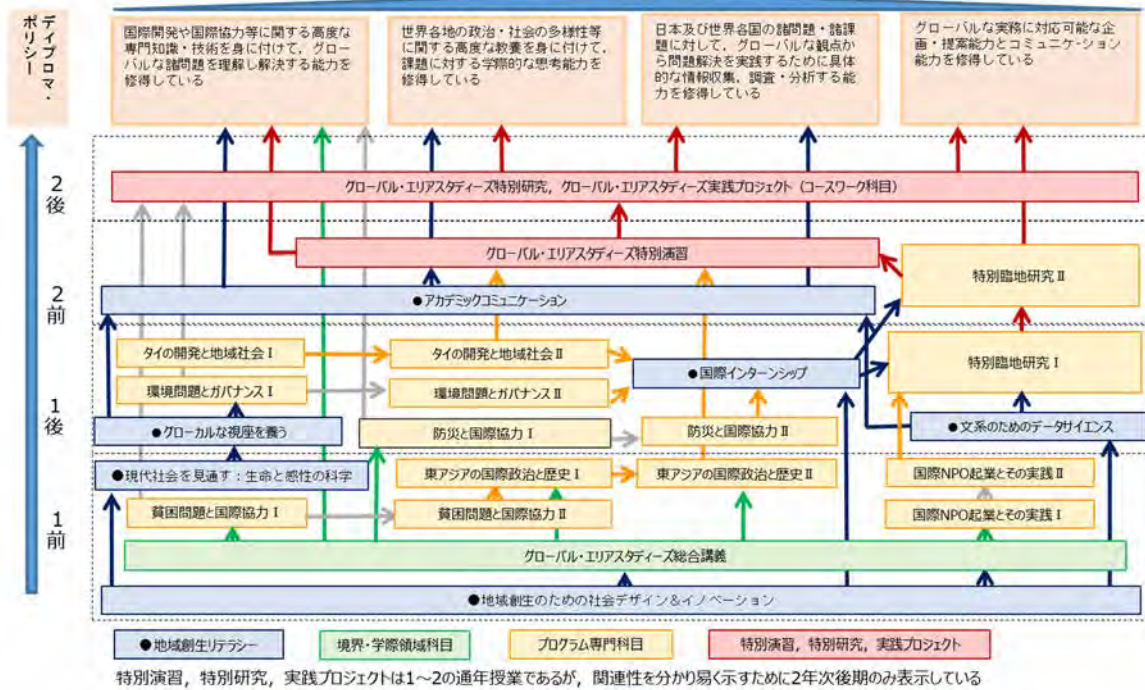 ディプロマ・
ポリシー
国際開発や国際協力等に関する高度な
専門知識・技術を身に付けて，グロー
バルな諸問題を理解し解決する能力を
修得している
世界各地の政治・社会の多様性等
に関する高度な教養を身に付けて，
課題に対する学際的な思考能力を
修得している
日本及び世界各国の諸問題・諸課
題に対して，グローバルな観点か
ら問題解決を実践するために具体
的な情報収集，調査・分析する能
力を修得している
グローバルな実務に対応可能な企
画・提案能力とコミュニケーション
能力を修得している
2後
グローバル・エリアスタディーズ特別研究，グローバル・エリアスタディーズ実践プロジェクト（コースワーク科目）
グローバル・エリアスタディーズ特別演習
特別臨地研究Ⅱ
2前
●アカデミックコミュニケーション
タイの開発と地域社会Ⅰ
タイの開発と地域社会Ⅱ
特別臨地研究Ⅰ
●国際インターンシップ
環境問題とガバナンスⅠ
環境問題とガバナンスⅡ
1後
●グローカルな視座を養う
防災と国際協力Ⅰ
防災と国際協力Ⅱ
●文系のためのデータサイエンス
●現代社会を見通す：生命と感性の科学
東アジアの国際政治と歴史Ⅰ
東アジアの国際政治と歴史Ⅱ
国際NPO起業とその実践Ⅱ
1前
貧困問題と国際協力Ⅰ
貧困問題と国際協力Ⅱ
国際NPO起業とその実践Ⅰ
グローバル・エリアスタディーズ総合講義
●地域創生のための社会デザイン＆イノベーション
●地域創生リテラシー
境界・学際領域科目
プログラム専門科目
特別演習，特別研究，実践プロジェクト
特別演習，特別研究，実践プロジェクトは1～2の通年授業であるが，関連性を分かり易く示すために2年次後期のみ表示している